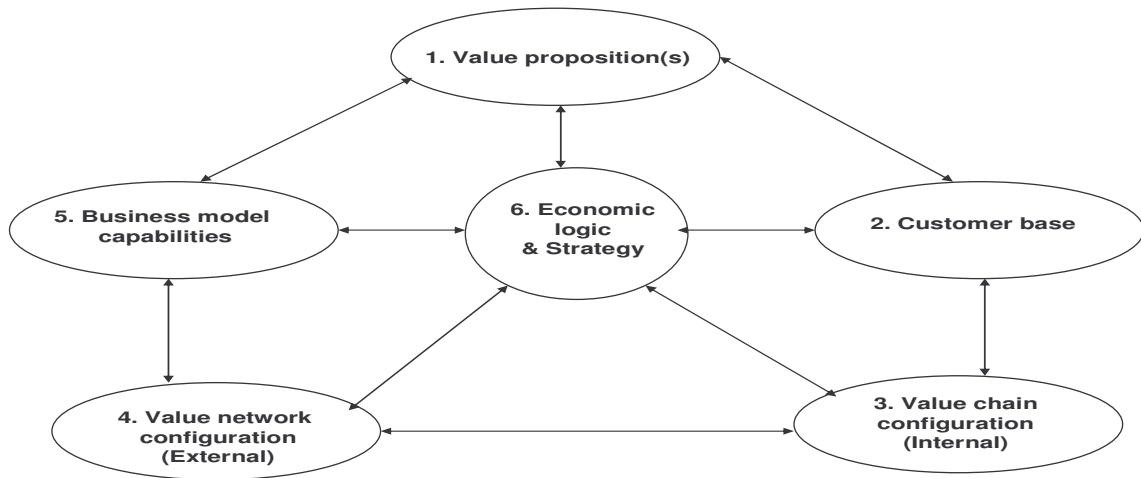 1. Value proposition(s)
5. Business model
capabilities
6. Economic
logic
& Strategy
2. Customer base
4. Value network
configuration
(External)
3. Value chain
configuration
(Internal)